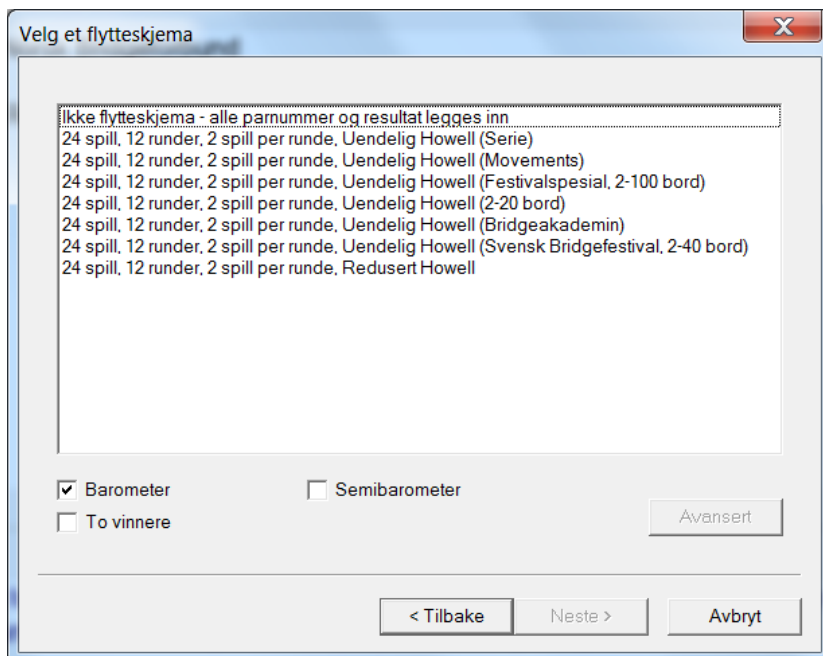 Velg et flytteskjema
Ikke flytteskjema - alle parnummer og resultat legges inn
24 spill, 12 runder, 2 spill per runde, Uendelig Howell (Serie)
24 spill, 12 runder, 2 spill per runde, Uendelig Howell (Movements)
24 spill, 12 runder, 2 spill per runde, Uendelig Howell (Festivalspesial, 2-100 bord)
24 spill, 12 runder, 2 spill per runde, Uendelig Howell (2-20 bord)
24 spill, 12 runder, 2 spill per runde, Uendelig Howell (Bridgeakademin)
24 spill, 12 runder, 2 spill per runde, Uendelig Howell (Svensk Bridgefestival, 2-40 bord)
24 spill, 12 runder, 2 spill per runde, Redusert Howell
Barometer Semibarometer
To vinnere
Avansert
< Tilbake Neste > Avbryt